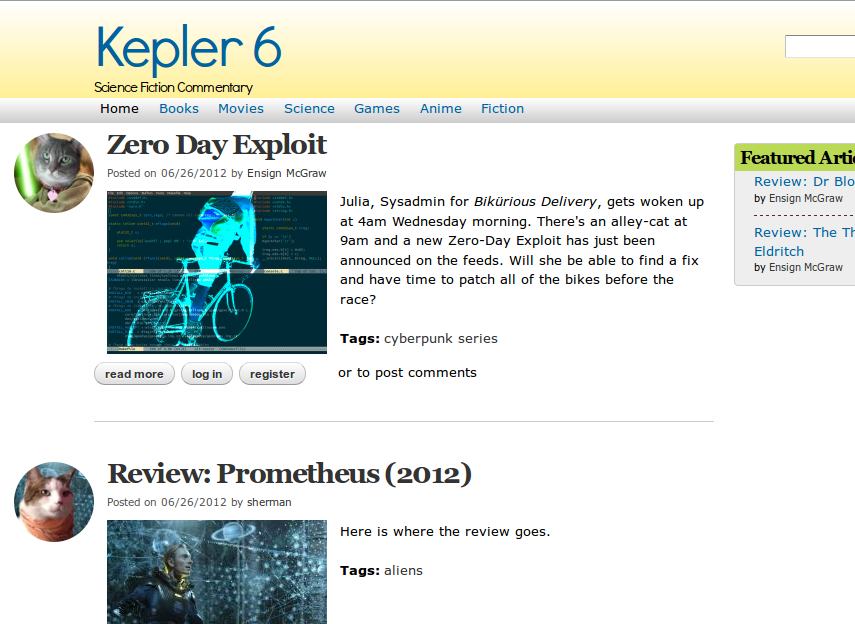 Kepler 6
Science Fiction Commentary
Home Books Movies Science Games Anime Fiction
Zero Day Exploit
Posted on 06/26/2012 by Ensign McGraw
Julia, Sysadmin for Bikürious Delivery, gets woken up
at 4am Wednesday morning. There's an alley-cat at
9am and a new Zero-Day Exploit has just been
announced on the feeds. Will she be able to find a fix
and have time to patch all of the bikes before the
race?
Tags: cyberpunk series
read more log in register or to post comments
Review: Prometheus (2012)
Posted on 06/26/2012 by sherman
Here is where the review goes.
Tags: aliens
Featured Artic
Review: Dr Blo
by Ensign McGraw
Review: The Th
Eldritch
by Ensign McGraw